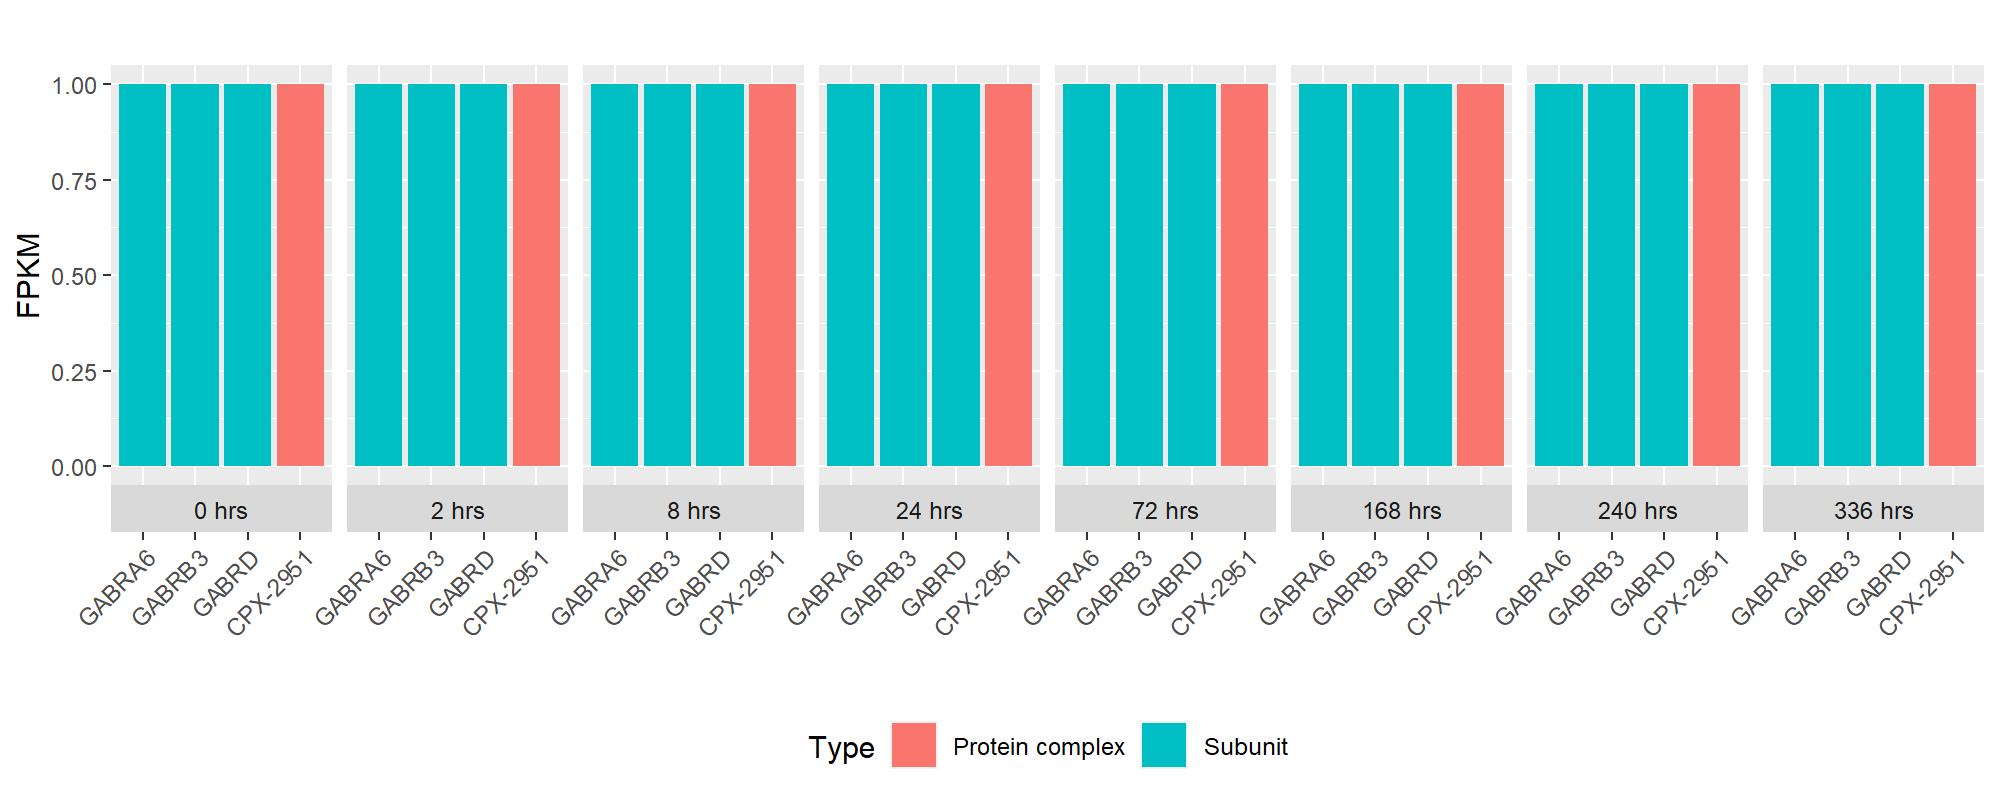 FPKM
1.00
0.75
0.50
0.25
0.00
0 hrs 2 hrs 8 hrs 24 hrs 72 hrs 168 hrs 240 hrs 336 hrs
GABRA6 GABRB3 GABRD CPX-2951 GABRA6 GABRB3 GABRD CPX-2951 GABRA6 GABRB3 GABRD CPX-2951 GABRA6 GABRB3 GABRD CPX-2951 GABRA6 GABRB3 GABRD CPX-2951 GABRA6 GABRB3 GABRD CPX-2951 GABRA6 GABRB3 GABRD CPX-2951 GABRA6 GABRB3 GABRD CPX-2951
Type Protein complex Subunit